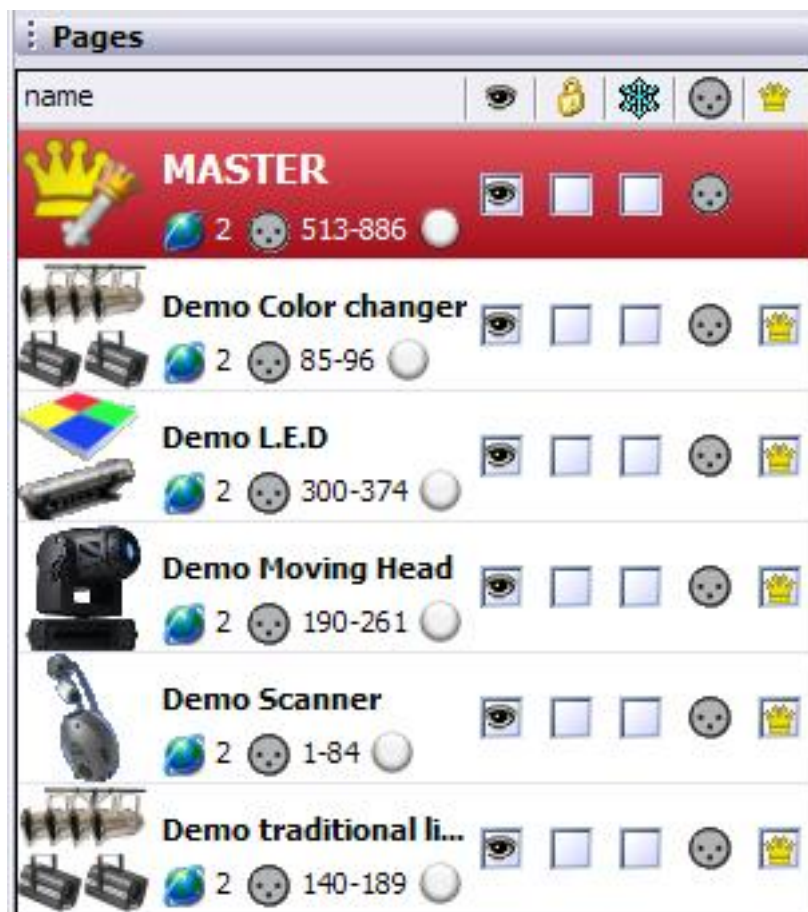 Pages
name
MASTER
2 513-886
Demo Color changer
2 85-96
Demo L.E.D
2 300-374
Demo Moving Head
2 190-261
Demo Scanner
2 1-84
Demo traditional li...
2 140-189